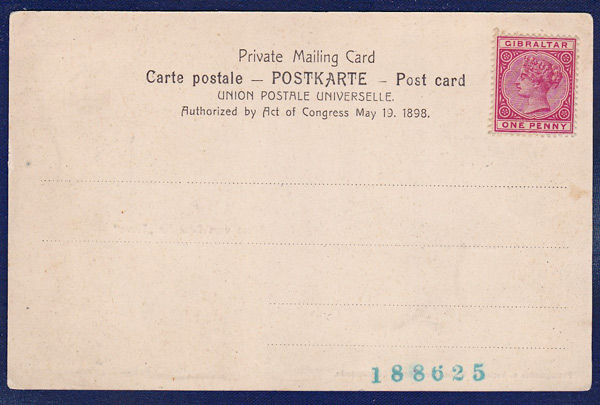 Private Mailing Card
Carte postale — POSTKARTE – Post card
UNION POSTALE UNIVERSELLE.
Authorized by Act of Congress May 19. 1898.
GIBRALTAR
ONE PENNY
188625